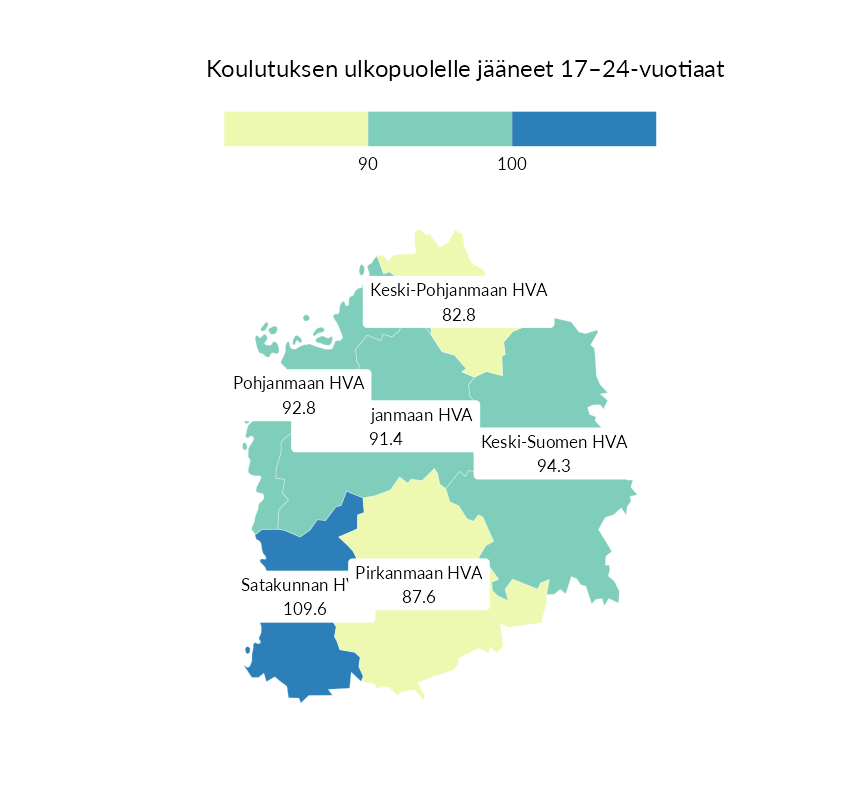 Koulutuksen ulkopuolelle jääneet 17–24-vuotiaat
90
100
Keski-Pohjanmaan HVA
82.8
Pohjanmaan HVA
92.8
janmaan HVA
91.4
Keski-Suomen HVA
94.3
Pirkanmaan HVA
87.6
Satakunnan HV
109.6